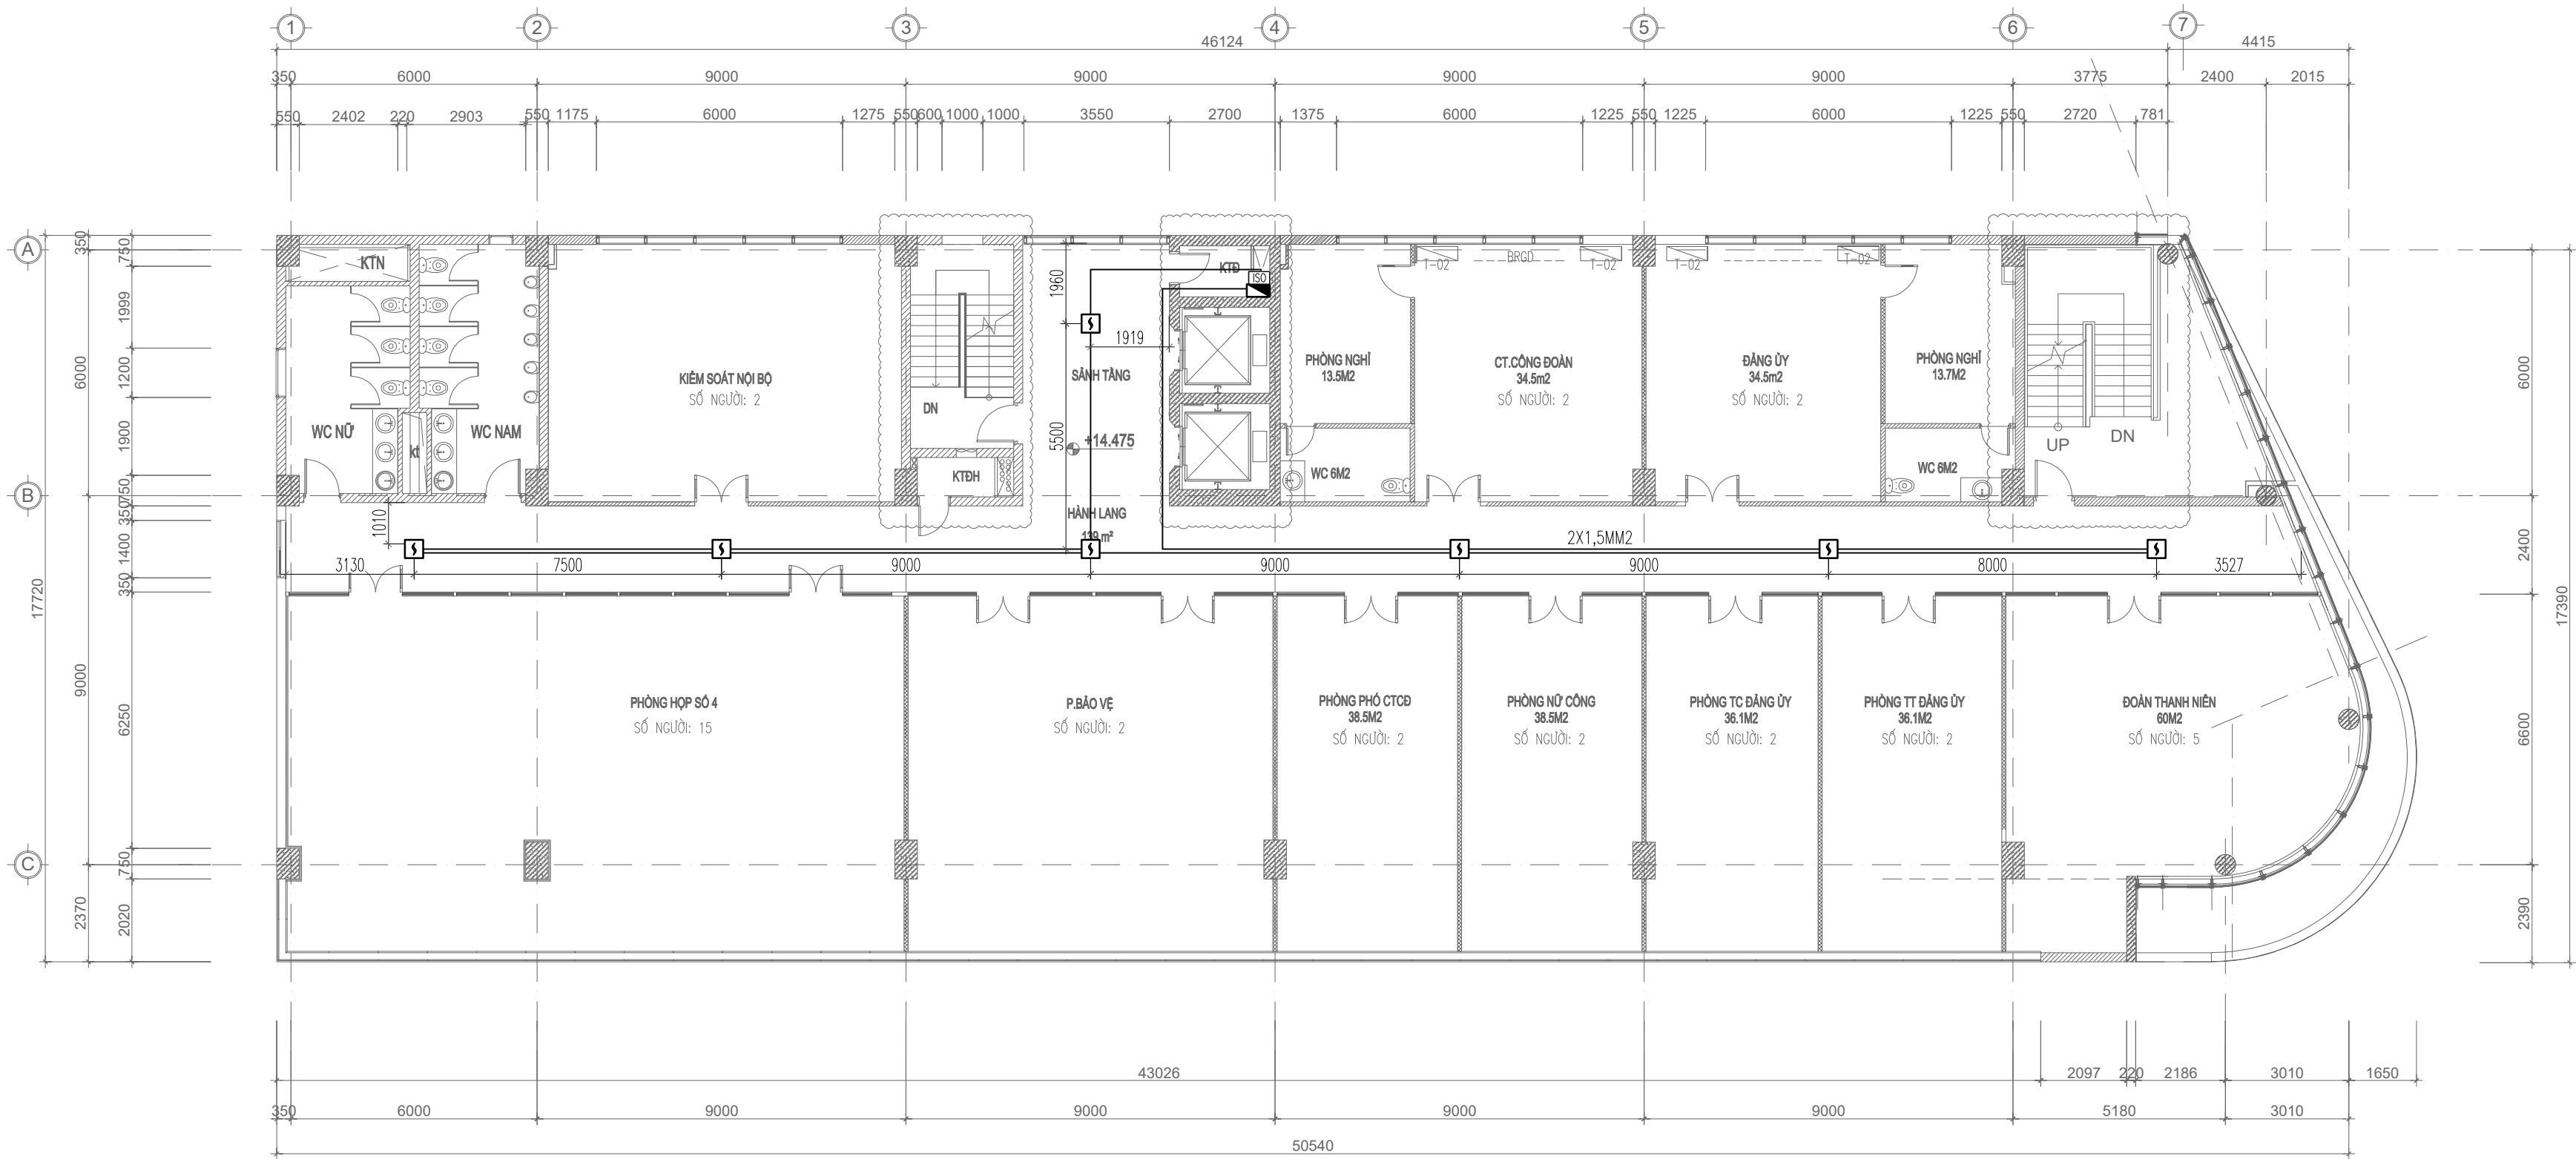 1 2 3 4 5 6 7
46124 4415
350 6000 9000 9000 9000 9000 3775 2400 2015
550 2402 220 2903 550 1175 6000 1275 550 600 1000 1000 3550 2700 1375 6000 1225 550 1225 6000 1225 550 2720 781
A
B
C
17720
350 6000 9000 2370
750 1999 1200 1900 750 350 1400 350 6250 750 2020
KTN
WC NỮ
kt
WC NAM
KIỂM SOÁT NỘI BỘ
SỐ NGƯỜI: 2
DN
KTĐH
1960
1919
5500
SẢNH TẦNG
+14.475
KTĐ
ISO
PHÒNG NGHỈ
13.5M2
WC 6M2
T-02
BRGD
T-02
CT.CÔNG ĐOÀN
34.5m2
SỐ NGƯỜI: 2
T-02
T-02
ĐẢNG ỦY
34.5m2
SỐ NGƯỜI: 2
PHÒNG NGHỈ
13.7M2
WC 6M2
UP
DN
HÀNH LANG
139 m²
1010
2X1,5MM2
3130 7500 9000 9000 9000 8000 3527
PHÒNG HỌP SỐ 4
SỐ NGƯỜI: 15
P.BẢO VỆ
SỐ NGƯỜI: 2
PHÒNG PHÓ CTCĐ
38.5M2
SỐ NGƯỜI: 2
PHÒNG NỮ CÔNG
38.5M2
SỐ NGƯỜI: 2
PHÒNG TC ĐẢNG ỦY
36.1M2
SỐ NGƯỜI: 2
PHÒNG TT ĐẢNG ỦY
36.1M2
SỐ NGƯỜI: 2
ĐOÀN THANH NIÊN
60M2
SỐ NGƯỜI: 5
6000 2400 6600 2390
17390
43026 2097 220 2186 3010 1650
350 6000 9000 9000 9000 9000 5180 3010
50540